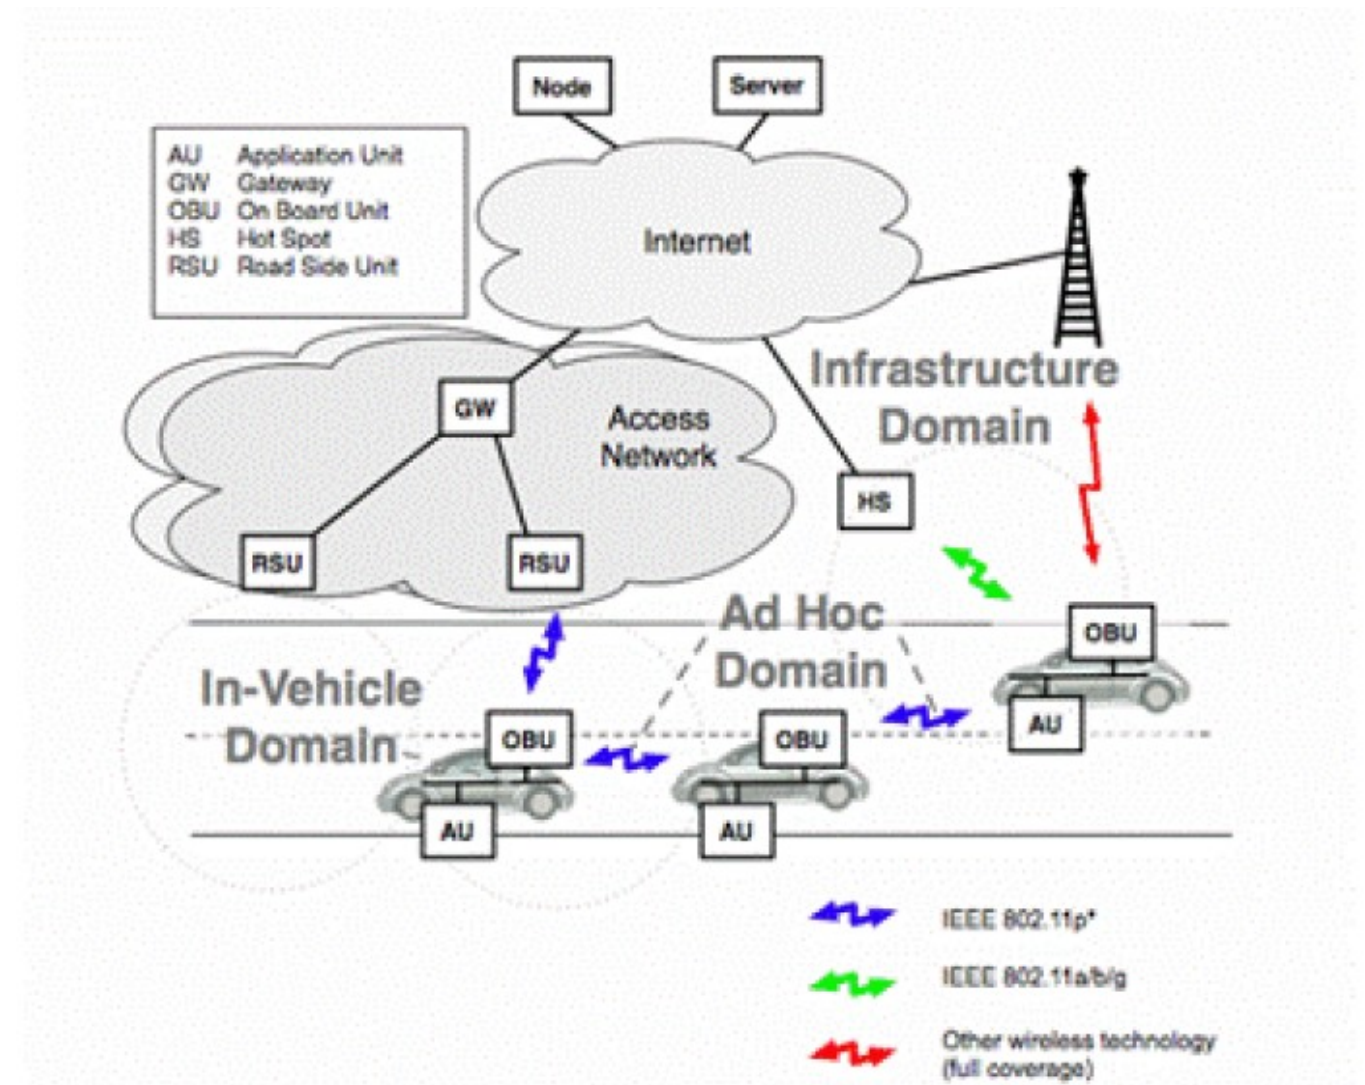 Node
Server
AU Application Unit
GW Gateway
OBU On Board Unit
HS Hot Spot
RSU Road Side Unit
Internet
Infrastructure
Domain
GW
Access
Network
HS
RSU
RSU
Ad Hoc
Domain
OBU
AU
In-Vehicle
Domain
OBU
OBU
AU
AU
IEEE 802.11p*
IEEE 802.11a/b/g
Other wireless technology
(full coverage)